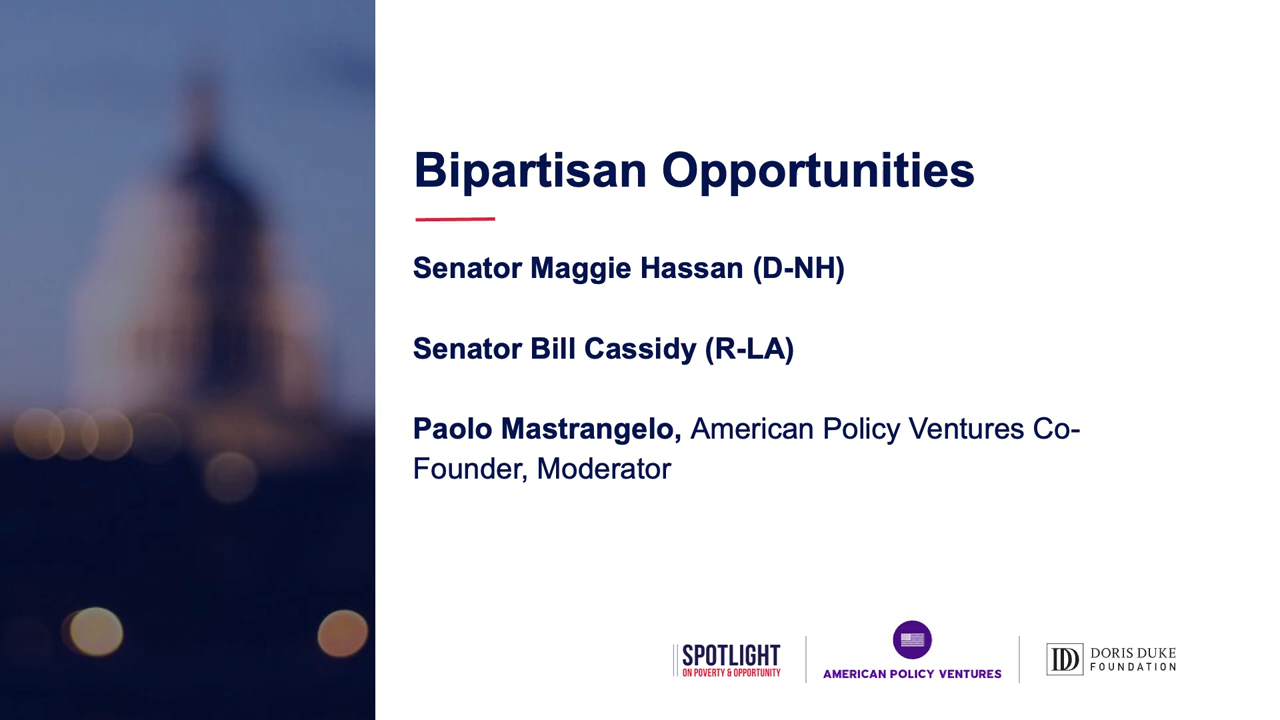 Bipartisan Opportunities
Senator Maggie Hassan (D-NH)
Senator Bill Cassidy (R-LA)
Paolo Mastrangelo, American Policy Ventures Co-
Founder, Moderator
SPOTLIGHT
ON POVERTY & OPPORTUNITY
AMERICAN POLICY VENTURES
DD
DORIS DUKE
FOUNDATION